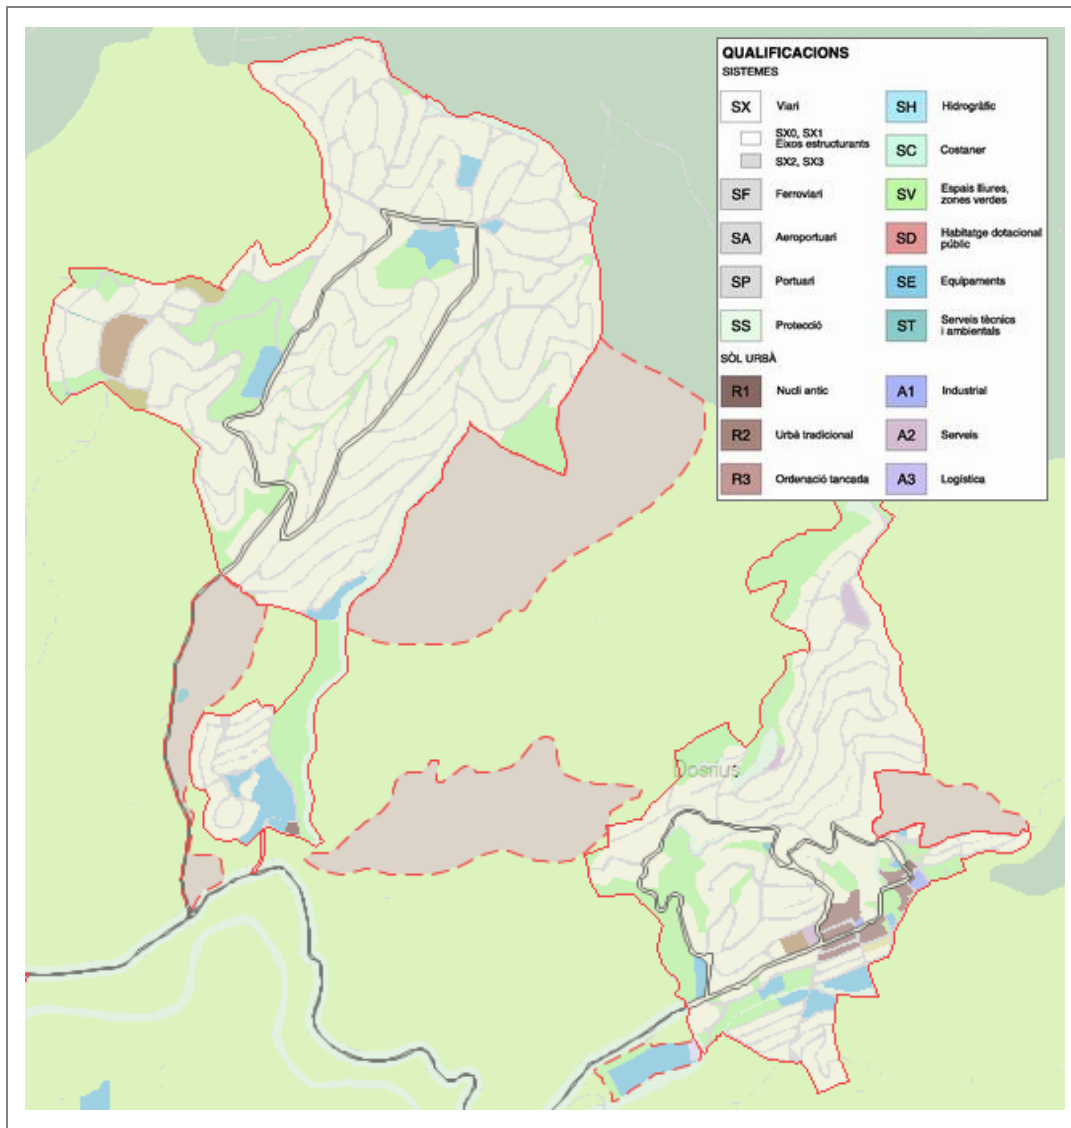 QUALIFICACIONS
SISTEMES
SX Viari
SX0, SX1
Eixos estructurants
SX2, SX3
SF Ferroviari
SA Aeroportuari
SP Portuari
SS Protecció
SH Hidrogràfic
SC Costaner
SV Espais lliures,
zones verdes
SD Habitatge dotacional
públic
SE Equipaments
ST Serveis tècnics
i ambientals
SÒL URBÀ
R1 Nucli antic
R2 Urbà tradicional
R3 Ordenació tancada
A1 Industrial
A2 Serveis
A3 Logística
Dosrius